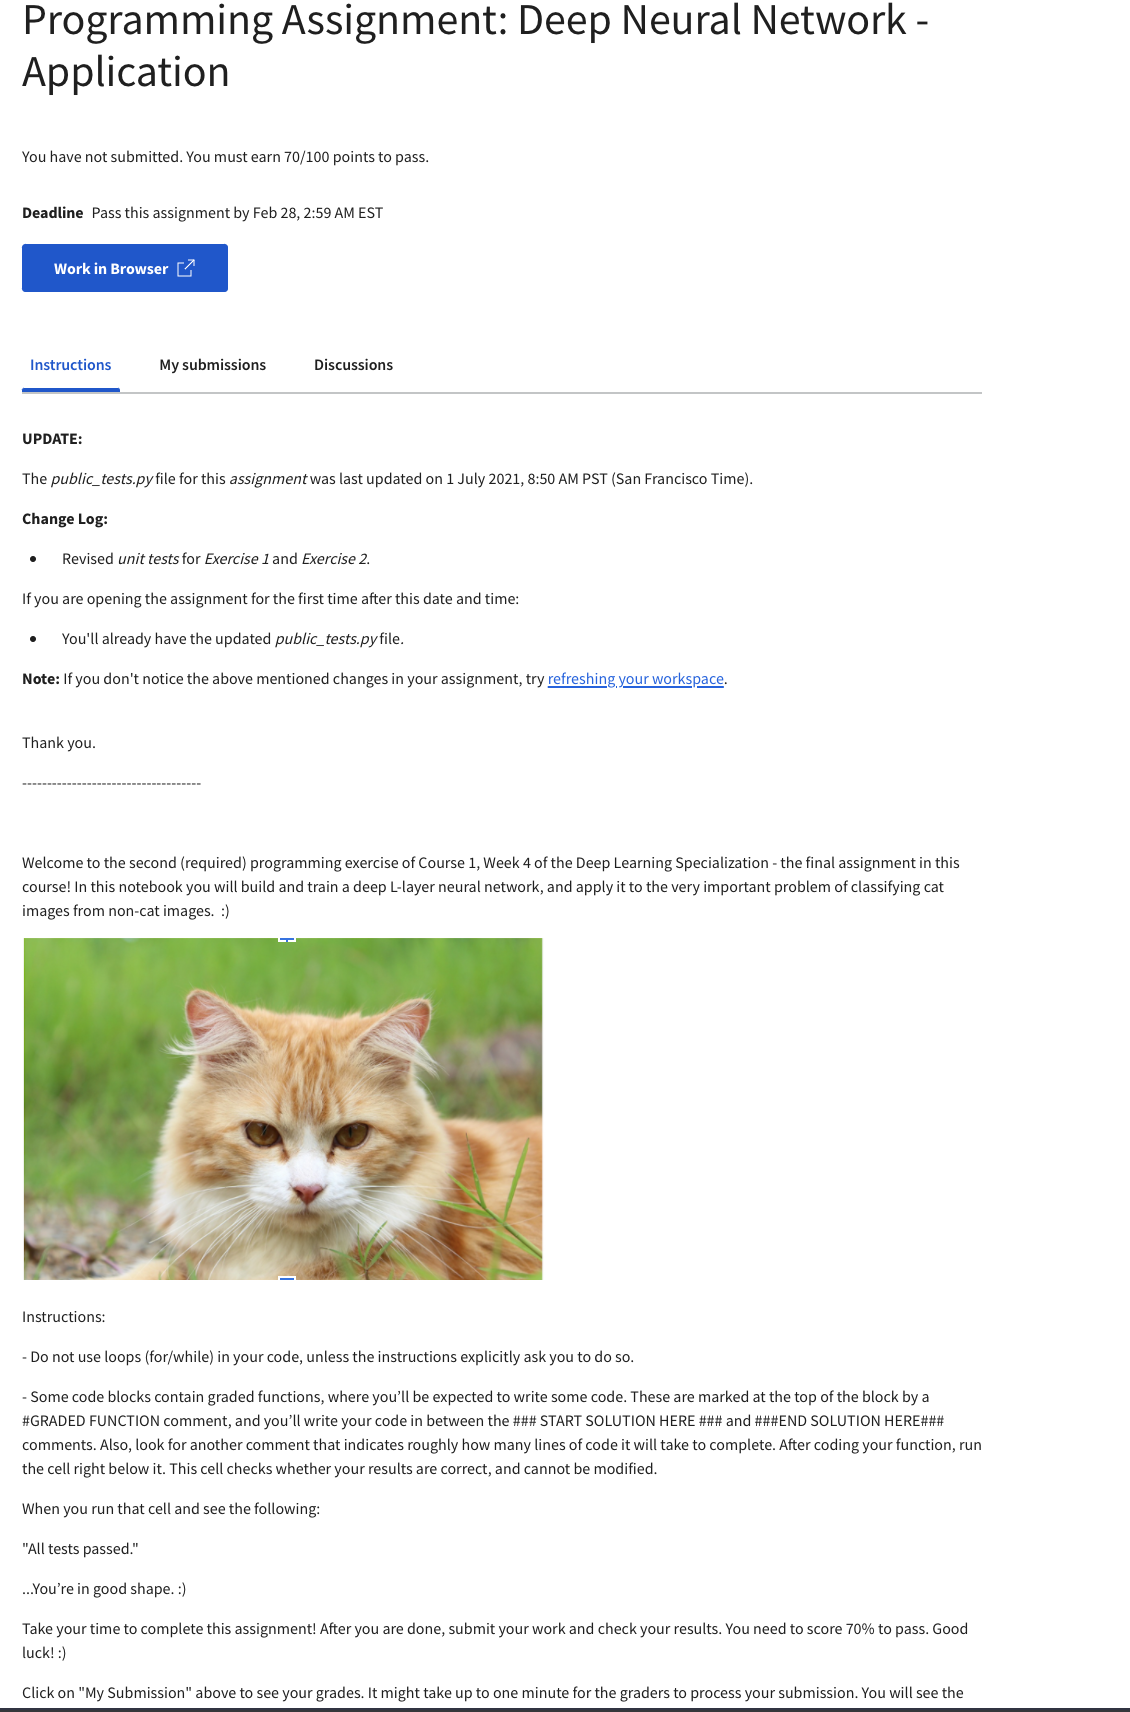 Programming Assignment: Deep Neural Network -
Application
You have not submitted. You must earn 70/100 points to pass.
Deadline Pass this assignment by Feb 28, 2:59 AM EST
Work in Browser
Instructions
My submissions
Discussions
UPDATE:
The public_tests.py file for this assignment was last updated on 1 July 2021, 8:50 AM PST (San Francisco Time).
Change Log:
• Revised unit tests for Exercise 1 and Exercise 2.
If you are opening the assignment for the first time after this date and time:
• You'll already have the updated public_tests.py file.
Note: If you don't notice the above mentioned changes in your assignment, try refreshing your workspace.
Thank you.
------------------------------------
Welcome to the second (required) programming exercise of Course 1, Week 4 of the Deep Learning Specialization - the final assignment in this
course! In this notebook you will build and train a deep L-layer neural network, and apply it to the very important problem of classifying cat
images from non-cat images.  :)
Instructions:
- Do not use loops (for/while) in your code, unless the instructions explicitly ask you to do so.
- Some code blocks contain graded functions, where you’ll be expected to write some code. These are marked at the top of the block by a
#GRADED FUNCTION comment, and you’ll write your code in between the ### START SOLUTION HERE ### and ###END SOLUTION HERE###
comments. Also, look for another comment that indicates roughly how many lines of code it will take to complete. After coding your function, run
the cell right below it. This cell checks whether your results are correct, and cannot be modified.
When you run that cell and see the following:
"All tests passed."
...You’re in good shape. :)
Take your time to complete this assignment! After you are done, submit your work and check your results. You need to score 70% to pass. Good
luck! :)
Click on "My Submission" above to see your grades. It might take up to one minute for the graders to process your submission. You will see the